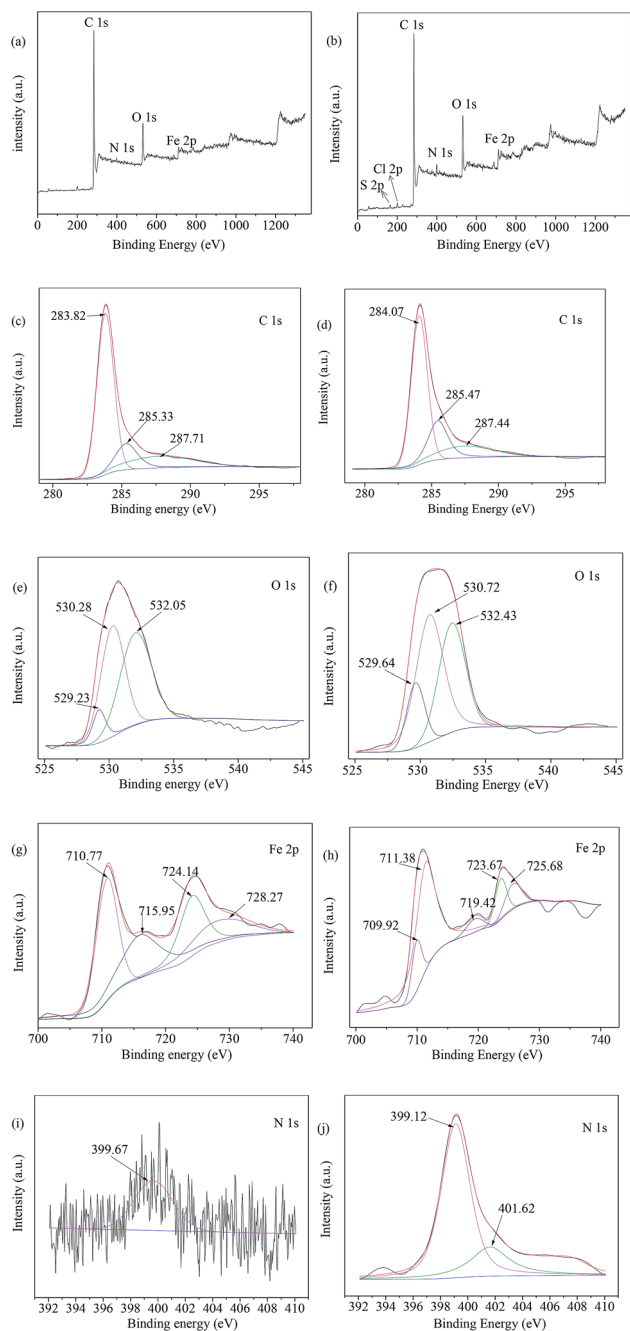 (a)
C 1s
O 1s
N 1s
Fe 2p
intensity (a.u.)
0 200 400 600 800 1000 1200
Binding Energy (eV)
(b)
C 1s
O 1s
Fe 2p
N 1s
Cl 2p
S 2p
Intensity (a.u.)
0 200 400 600 800 1000 1200
Binding Energy (eV)
(c)
283.82
C 1s
285.33
287.71
Intensity (a.u.)
280 285 290 295
Binding energy (eV)
(d)
284.07
C 1s
285.47
287.44
Intensity (a.u.)
280 285 290 295
Binding Energy (eV)
(e)
O 1s
530.28
532.05
529.23
Intensity (a.u.)
525 530 535 540 545
Binding energy (eV)
(f)
O 1s
530.72
532.43
529.64
Intensity (a.u.)
525 530 535 540 545
Binding Energy (eV)
(g)
Fe 2p
710.77
724.14
715.95
728.27
Intensity (a.u.)
700 710 720 730 740
Binding energy (eV)
(h)
Fe 2p
711.38
723.67
725.68
719.42
709.92
Intensity (a.u.)
700 710 720 730 740
Binding Energy (eV)
(i)
N 1s
399.67
Intensity (a.u.)
392 394 396 398 400 402 404 406 408 410
Binding energy (eV)
(j)
N 1s
399.12
401.62
Intensity (a.u.)
392 394 396 398 400 402 404 406 408 410
Binding Energy (eV)